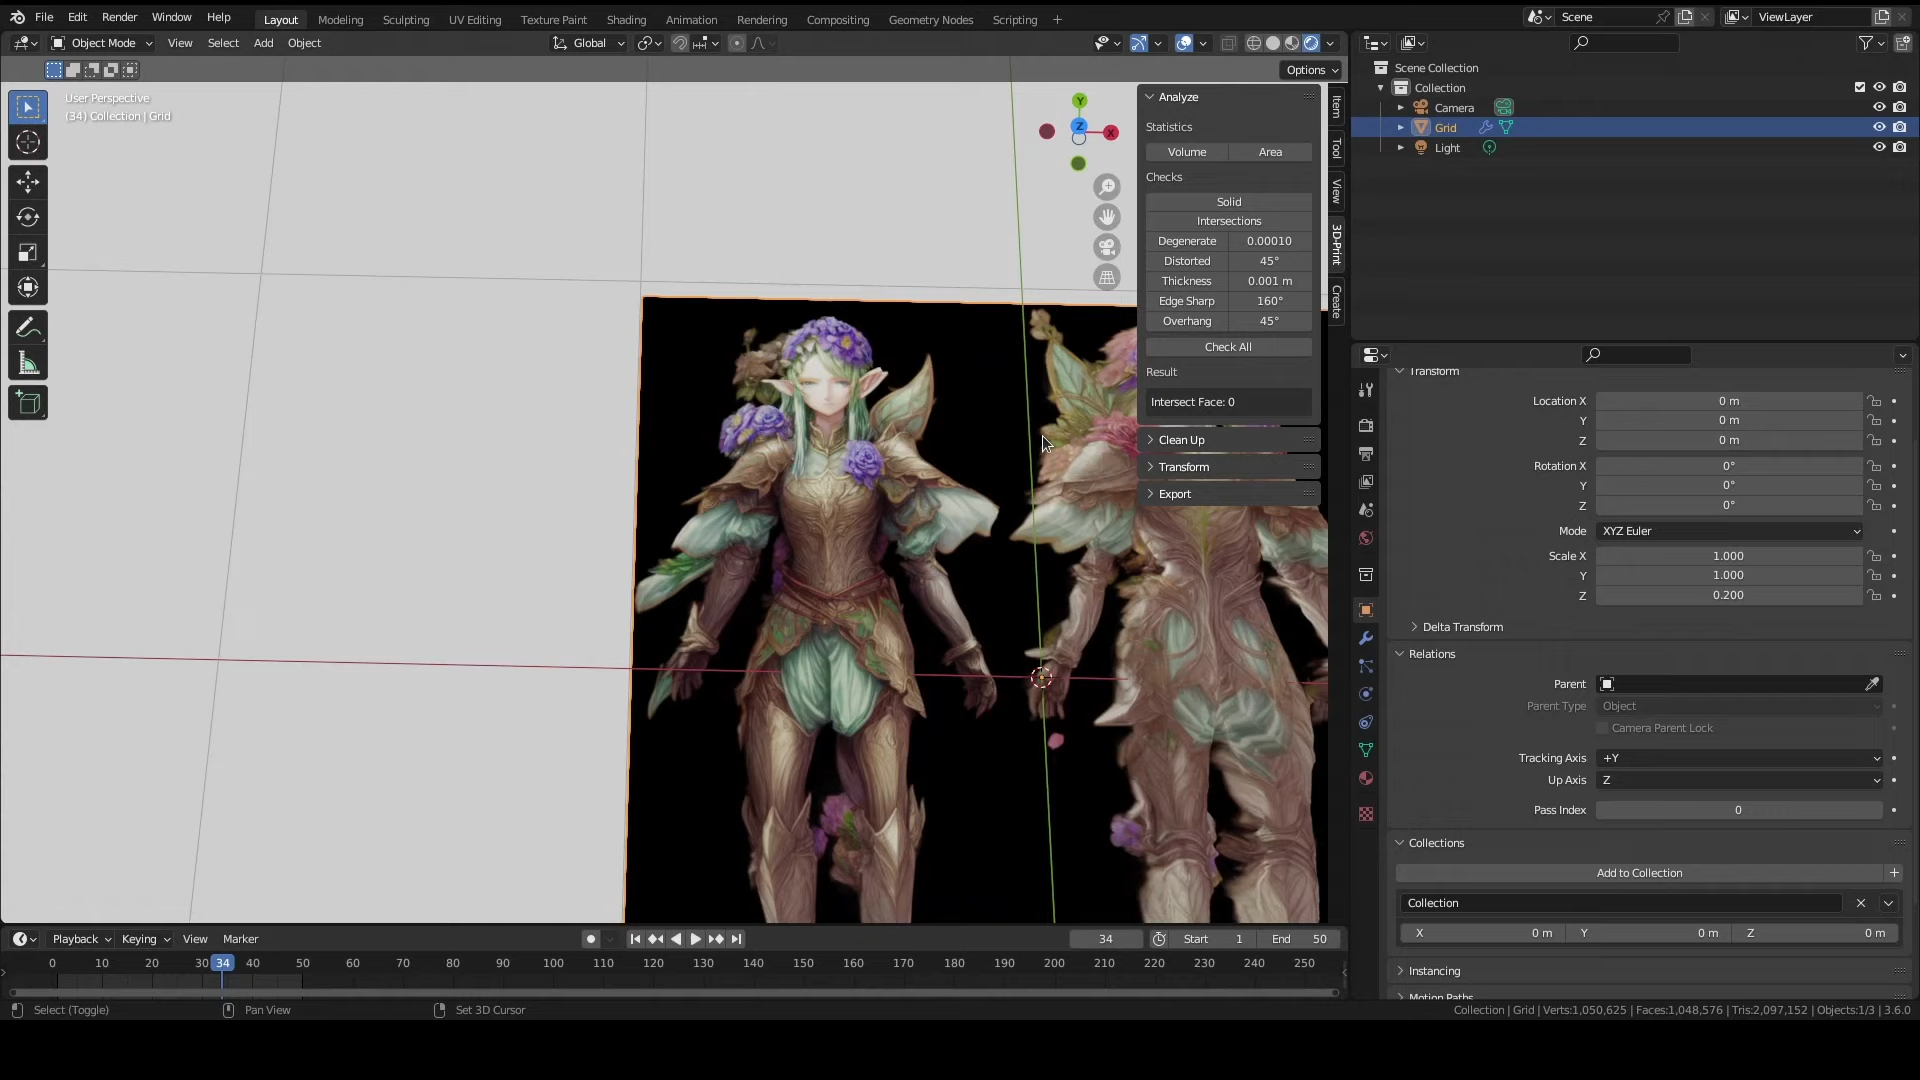 File Edit Render Window Help Layout Modeling Sculpting UV Editing Texture Paint Shading Animation Rendering Compositing Geometry Nodes Scripting + Scene ViewLayer
Object Mode View Select Add Object Global
Options
User Perspective
(34) Collection | Grid
Y
Z
X
Analyze
Statistics
Volume Area
Checks
Solid
Intersections
Degenerate 0.00010
Distorted 45°
Thickness 0.001 m
Edge Sharp 160°
Overhang 45°
Check All
Result
Intersect Face: 0
Clean Up
Transform
Export
Item
Tool
View
3D-Print
Create
Scene Collection
Collection
Camera
Grid
Light
Transform
Location X 0 m
Y 0 m
Z 0 m
Rotation X 0°
Y 0°
Z 0°
Mode XYZ Euler
Scale X 1.000
Y 1.000
Z 0.200
Delta Transform
Relations
Parent
Parent Type Object
Camera Parent Lock
Tracking Axis +Y
Up Axis Z
Pass Index 0
Collections
Add to Collection
Collection
X 0 m Y 0 m Z 0 m
Instancing
Motion Paths
Playback Keying View Marker 34 Start 1 End 50
0 10 20 30 34 40 50 60 70 80 90 100 110 120 130 140 150 160 170 180 190 200 210 220 230 240 250
Select (Toggle) Pan View Set 3D Cursor Collection | Grid | Verts:1,050,625 | Faces:1,048,576 | Tris:2,097,152 | Objects:1/3 | 3.6.0